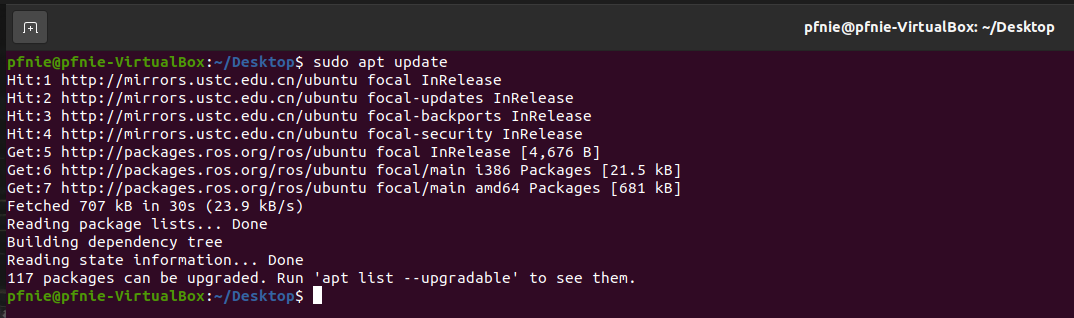 pfnie@pfnie-VirtualBox: ~/Desktop
pfnie@pfnie-VirtualBox:~/Desktop$ sudo apt update
Hit:1 http://mirrors.ustc.edu.cn/ubuntu focal InRelease
Hit:2 http://mirrors.ustc.edu.cn/ubuntu focal-updates InRelease
Hit:3 http://mirrors.ustc.edu.cn/ubuntu focal-backports InRelease
Hit:4 http://mirrors.ustc.edu.cn/ubuntu focal-security InRelease
Get:5 http://packages.ros.org/ros/ubuntu focal InRelease [4,676 B]
Get:6 http://packages.ros.org/ros/ubuntu focal/main i386 Packages [21.5 kB]
Get:7 http://packages.ros.org/ros/ubuntu focal/main amd64 Packages [681 kB]
Fetched 707 kB in 30s (23.9 kB/s)
Reading package lists... Done
Building dependency tree
Reading state information... Done
117 packages can be upgraded. Run 'apt list --upgradable' to see them.
pfnie@pfnie-VirtualBox:~/Desktop$